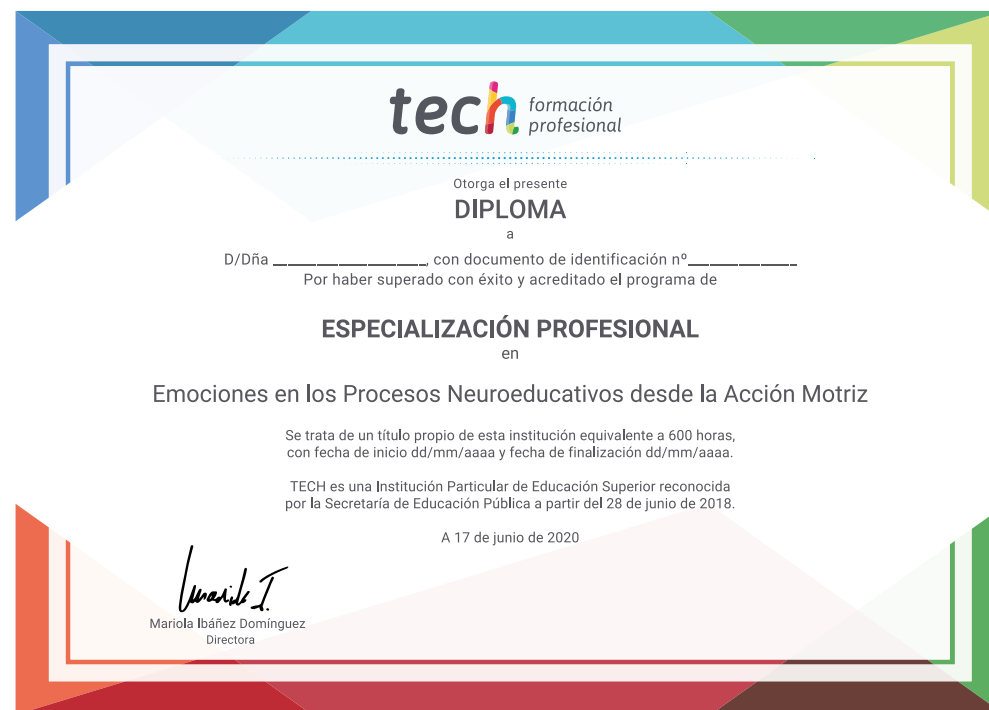 tech formación
profesional
Otorga el presente
DIPLOMA
a
D/Dña ____________________, con documento de identificación nº______________
Por haber superado con éxito y acreditado el programa de
ESPECIALIZACIÓN PROFESIONAL
en
Emociones en los Procesos Neuroeducativos desde la Acción Motriz
Se trata de un título propio de esta institución equivalente a 600 horas,
con fecha de inicio dd/mm/aaaa y fecha de finalización dd/mm/aaaa.
TECH es una Institución Particular de Educación Superior reconocida
por la Secretaría de Educación Pública a partir del 28 de junio de 2018.
A 17 de junio de 2020
Mariola Ibáñez Domínguez
Directora